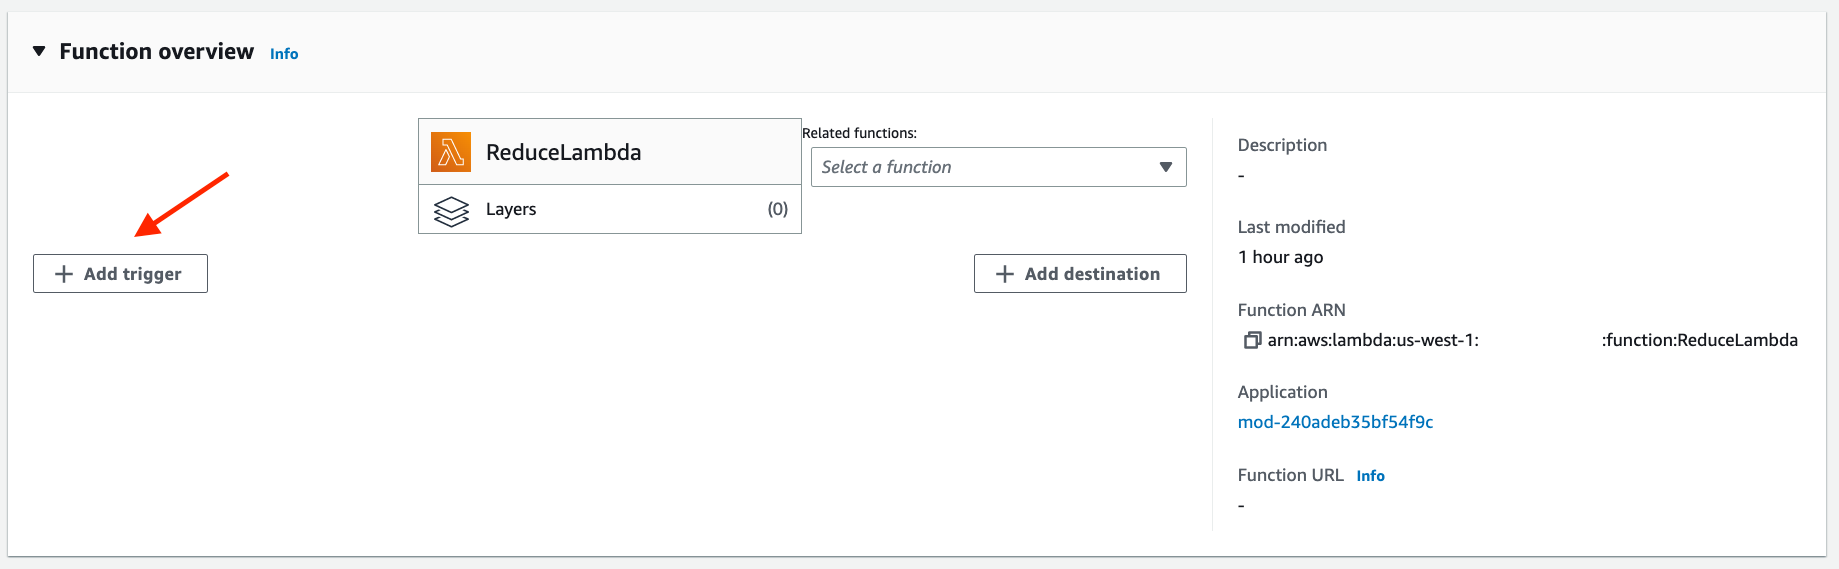 Function overview Info
ReduceLambda
Layers (0)
Related functions:
Select a function
Add trigger
Add destination
Description
-
Last modified
1 hour ago
Function ARN
arn:aws:lambda:us-west-1: :function:ReduceLambda
Application
mod-240adeb35bf54f9c
Function URL Info
-